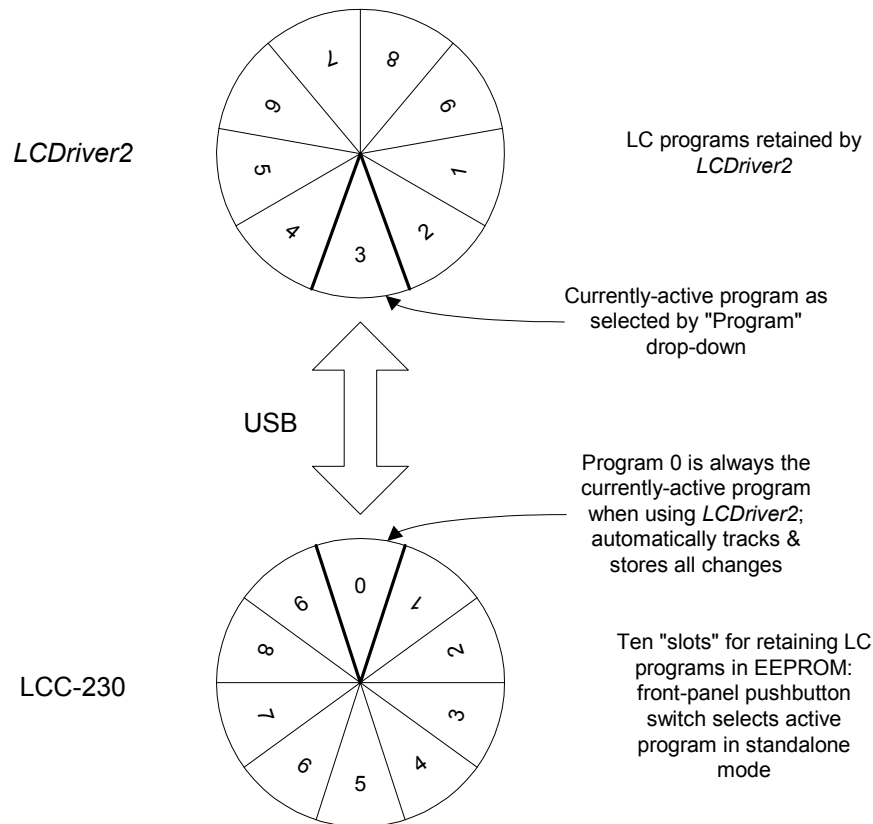 7
8
6
9
LCDriver2
5
1
4
2
3
LC programs retained by
LCDriver2
Currently-active program as
selected by "Program"
drop-down
USB
Program 0 is always the
currently-active program
when using LCDriver2;
automatically tracks &
stores all changes
0
9
1
8
2
LCC-230
7
3
6
4
5
Ten "slots" for retaining LC
programs in EEPROM:
front-panel pushbutton
switch selects active
program in standalone
mode